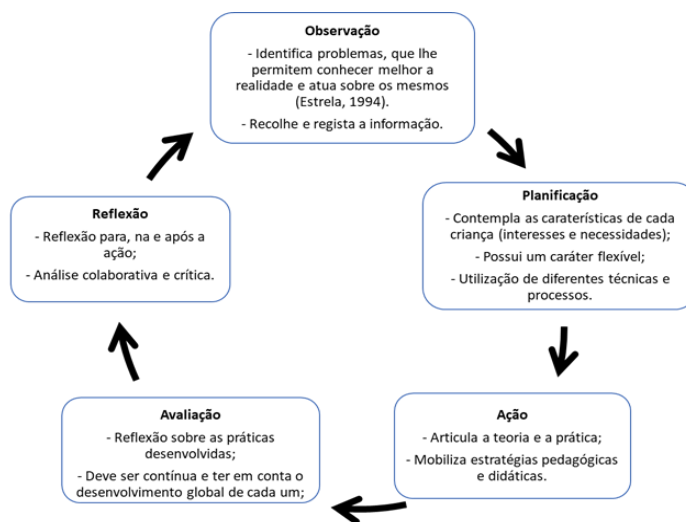 Observação
- Identifica problemas, que lhe
permitem conhecer melhor a
realidade e atua sobre os mesmos
(Estrela, 1994).
- Recolhe e regista a informação.
Planificação
- Contempla as caraterísticas de cada
criança (interesses e necessidades);
- Possui um caráter flexível;
- Utilização de diferentes técnicas e
processos.
Ação
- Articula a teoria e a prática;
- Mobiliza estratégias pedagógicas
e didáticas.
Avaliação
- Reflexão sobre as práticas
desenvolvidas;
- Deve ser contínua e ter em conta o
desenvolvimento global de cada um;
Reflexão
- Reflexão para, na e após a
ação;
- Análise colaborativa e crítica.